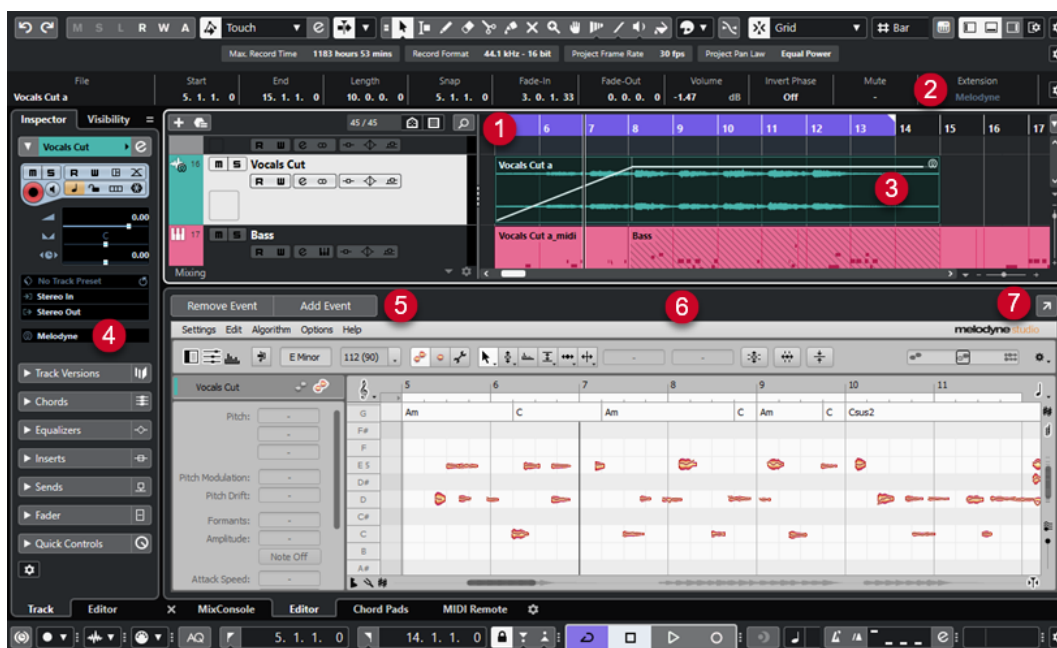 M S L R W A Touch Grid Bar
Max. Record Time 1183 hours 53 mins Record Format 44.1 kHz - 16 bit Project Frame Rate 30 fps Project Pan Law Equal Power
File Start End Length Snap Fade-In Fade-Out Volume Invert Phase Mute Extension
Vocals Cut a 5. 1. 1. 0 15. 1. 1. 0 10. 0. 0. 0 5. 1. 1. 0 3. 0. 1. 33 0. 0. 0. 0 -1.47 dB Off - Melodyne
2
Inspector Visibility 45 / 45 1 6 7 8 9 10 11 12 13 14 15 16 17
Vocals Cut e
R W e
16 m S Vocals Cut
R W e
Vocals Cut a
3
m S R W
0.00
C
0.00
17 m S Bass
R W e
Vocals Cut a_midi Bass
Mixing
No Track Preset
Stereo In
Stereo Out
Melodyne 4
Track Versions
Chords
Equalizers
Inserts
Sends
Fader
Quick Controls
Remove Event Add Event 5 6 7
Settings Edit Algorithm Options Help melodyne studio
E Minor 112 (90) - -
Vocals Cut 5 6 7 8 9 10 11
Pitch: -
-
-
Pitch Modulation: -
Pitch Drift: -
Formants: -
Amplitude: -
Note Off
Attack Speed: -
G Am C Am C Am C Csus2
F#
F
E 5
D#
D
C#
C
B
A#
Track Editor MixConsole Editor Chord Pads MIDI Remote
AQ 5. 1. 1. 0 14. 1. 1. 0